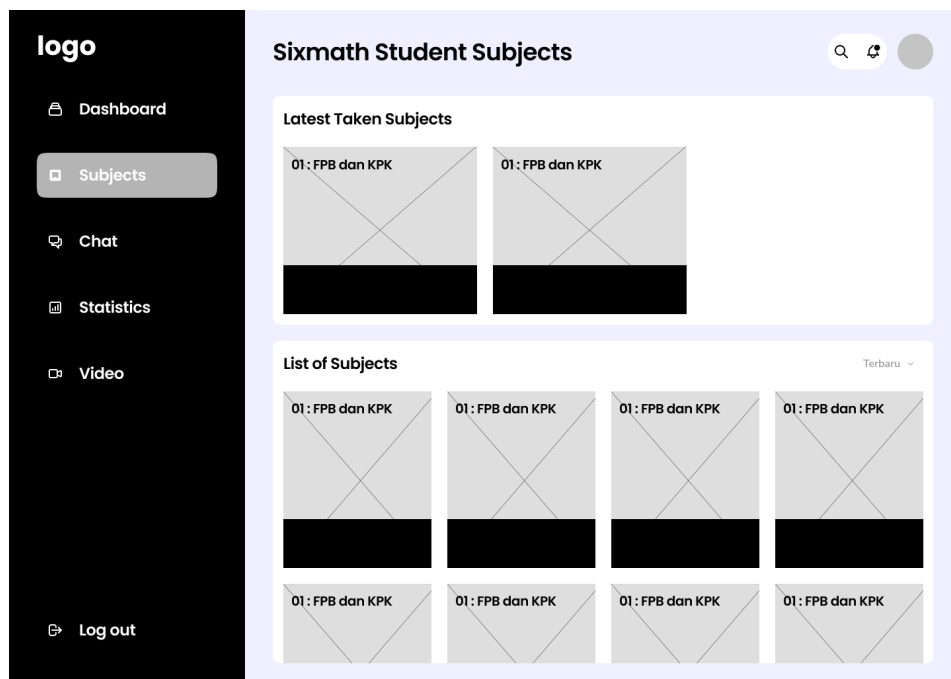 logo
Dashboard
Subjects
Chat
Statistics
Video
Log out
Sixmath Student Subjects
Latest Taken Subjects
01 : FPB dan KPK
01 : FPB dan KPK
List of Subjects
Terbaru
01 : FPB dan KPK
01 : FPB dan KPK
01 : FPB dan KPK
01 : FPB dan KPK
01 : FPB dan KPK
01 : FPB dan KPK
01 : FPB dan KPK
01 : FPB dan KPK